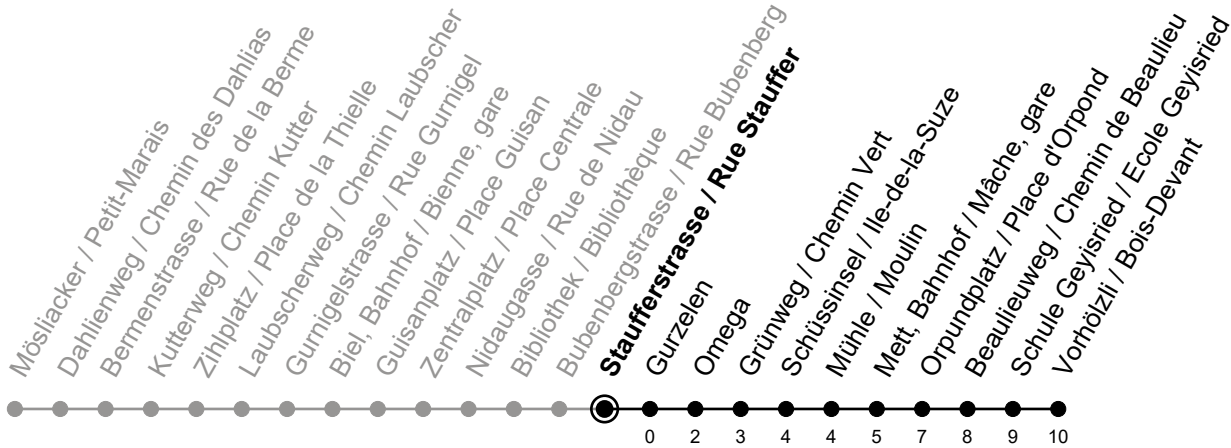 Mösliacker / Petit-Marais
Dahlienweg / Chemin des Dahlias
Bermenstrasse / Rue de la Berme
Kutterweg / Chemin Kutter
Zihlplatz / Place de la Thielle
Laubscherweg / Chemin Laubscher
Gurnigelstrasse / Rue Gurnigel
Biel, Bahnhof / Bienne, gare
Guisanplatz / Place Guisan
Zentralplatz / Place Centrale
Nidaugasse / Rue de Nidau
Bibliothek / Bibliothèque
Bubenbergstrasse / Rue Bubenberg
Staufferstrasse / Rue Stauffer
Gurzelen
Omega
Grünweg / Chemin Vert
Schüssinsel / Ile-de-la-Suze
Mühle / Moulin
Mett, Bahnhof / Mâche, gare
Orpundplatz / Place d'Orpond
Beaulieuweg / Chemin de Beaulieu
Schule Geyisried / Ecole Geyisried
Vorhölzli / Bois-Devant
0 2 3 4 4 5 7 8 9 10